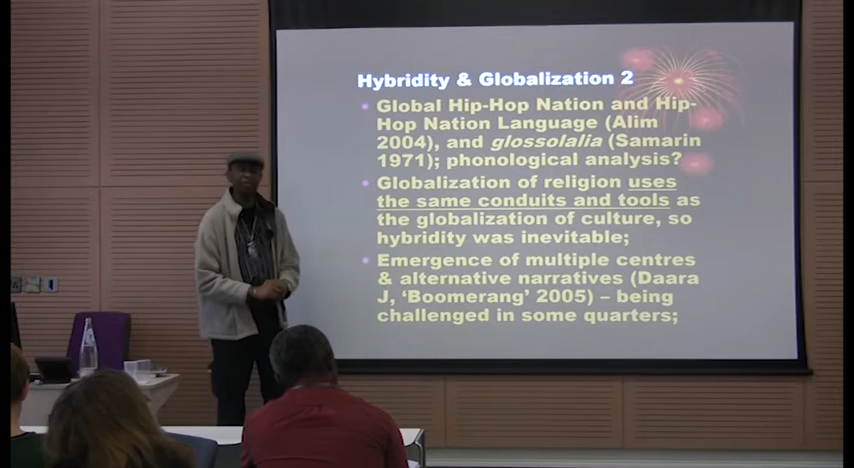 Hybridity & Globalization 2
Global Hip-Hop Nation and Hip-
Hop Nation Language (Alim
2004), and glossolalia (Samarin
1971); phonological analysis?
Globalization of religion uses
the same conduits and tools as
the globalization of culture, so
hybridity was inevitable;
Emergence of multiple centres
& alternative narratives (Daara
J, ‘Boomerang’ 2005) – being
challenged in some quarters;